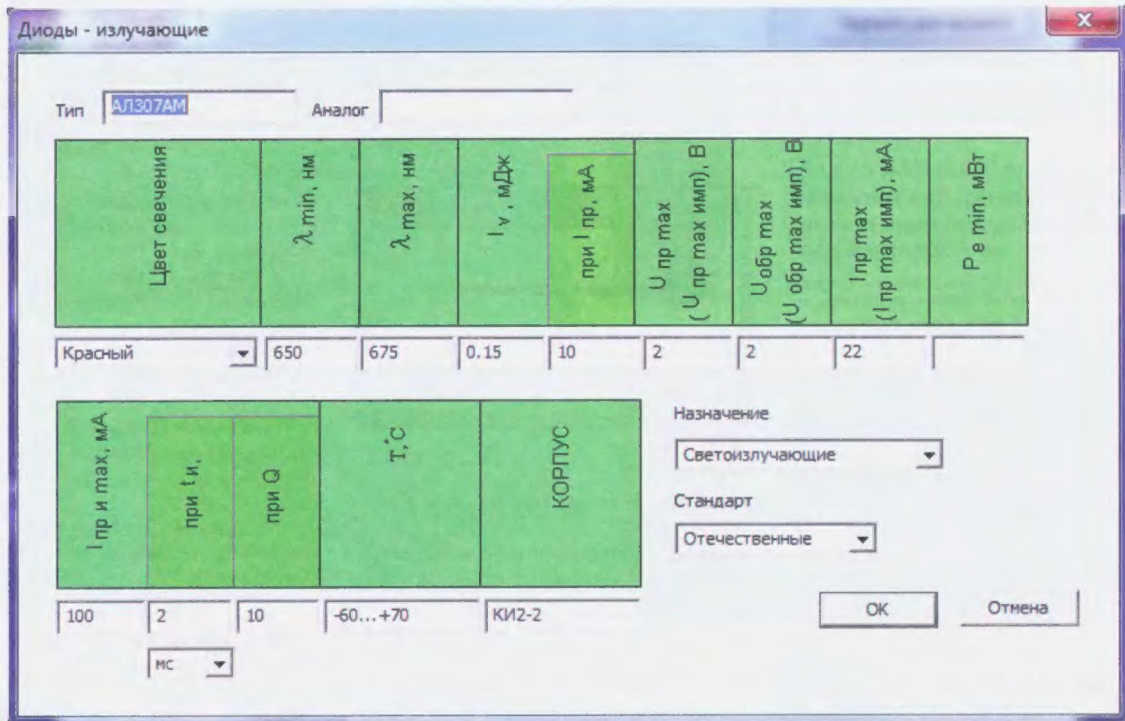 Диоды - излучающие
Тип АЛ307АМ Аналог
Цвет свечения
λ min, нм
λ max, нм
I v , мДж
при I пр, мА
U пр max
( U пр max имп), В
U обр max
(U обр max имп), В
I пр max
(I пр max имп), мА
P e min, мВт
Красный 650 675 0.15 10 2 2 22
I пр и max, мА
при t и,
при Q
T,°C
КОРПУС
Назначение
Светоизлучающие
Стандарт
Отечественные
100 2 10 -60...+70 КИ2-2
мс
OK Отмена